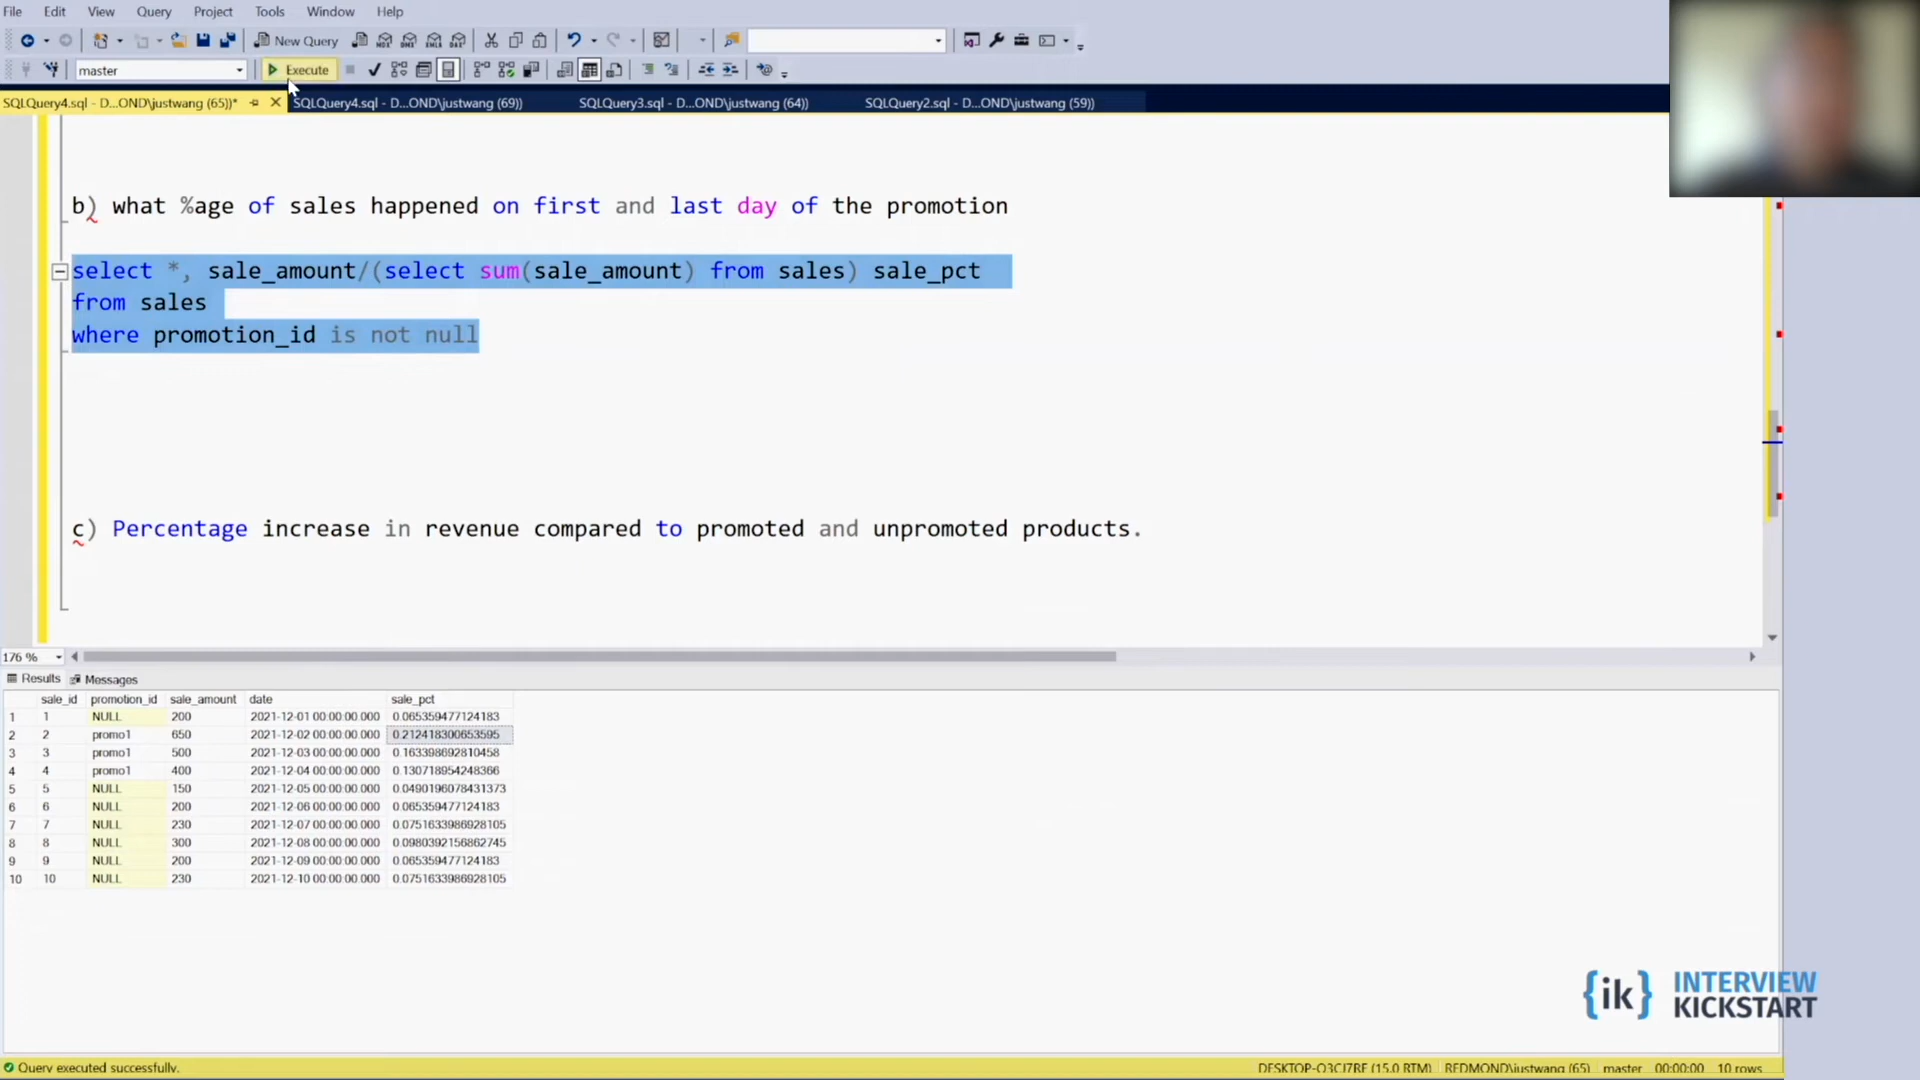 File Edit View Query Project Tools Window Help
New Query
master Execute
SQLQuery4.sql - D...OND\justwang (65))* SQLQuery4.sql - D...OND\justwang (69)) SQLQuery3.sql - D...OND\justwang (64)) SQLQuery2.sql - D...OND\justwang (59))
b) what %age of sales happened on first and last day of the promotion
select *, sale_amount/(select sum(sale_amount) from sales) sale_pct
from sales
where promotion_id is not null
c) Percentage increase in revenue compared to promoted and unpromoted products.
176 %
Results Messages
sale_id promotion_id sale_amount date sale_pct
1 1 NULL 200 2021-12-01 00:00:00.000 0.065359477124183
2 2 promo1 650 2021-12-02 00:00:00.000 0.212418300653595
3 3 promo1 500 2021-12-03 00:00:00.000 0.163398692810458
4 4 promo1 400 2021-12-04 00:00:00.000 0.130718954248366
5 5 NULL 150 2021-12-05 00:00:00.000 0.0490196078431373
6 6 NULL 200 2021-12-06 00:00:00.000 0.065359477124183
7 7 NULL 230 2021-12-07 00:00:00.000 0.0751633986928105
8 8 NULL 300 2021-12-08 00:00:00.000 0.0980392156862745
9 9 NULL 200 2021-12-09 00:00:00.000 0.065359477124183
10 10 NULL 230 2021-12-10 00:00:00.000 0.0751633986928105
{ik} INTERVIEW
KICKSTART
Query executed successfully. DESKTOP-O3CJ7RF (15.0 RTM) REDMOND\justwang (65) master 00:00:00 10 rows